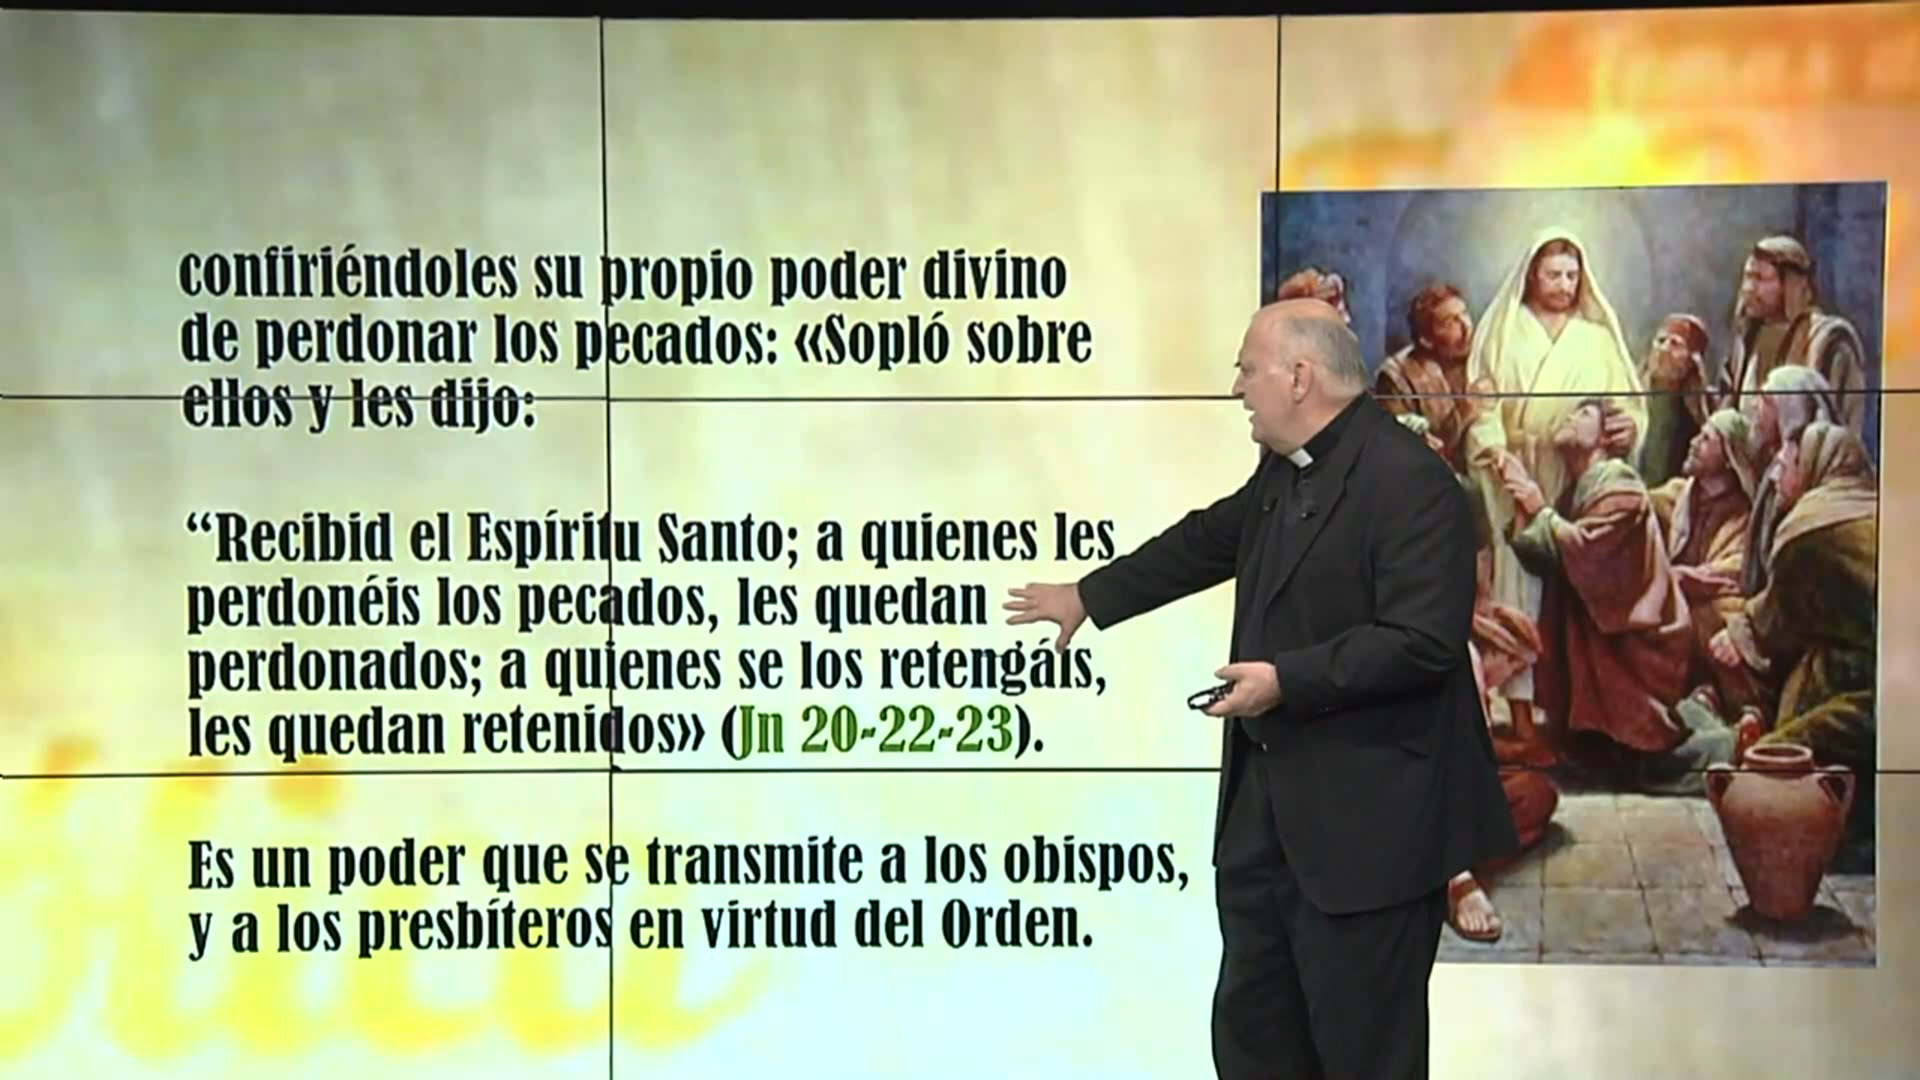 confiriéndoles su propio poder divino
de perdonar los pecados: «Sopló sobre
ellos y les dijo:
“Recibid el Espíritu Santo; a quienes les
perdonéis los pecados, les quedan
perdonados; a quienes se los retengáis,
les quedan retenidos» (Jn 20-22-23).
Es un poder que se transmite a los obispos,
y a los presbíteros en virtud del Orden.